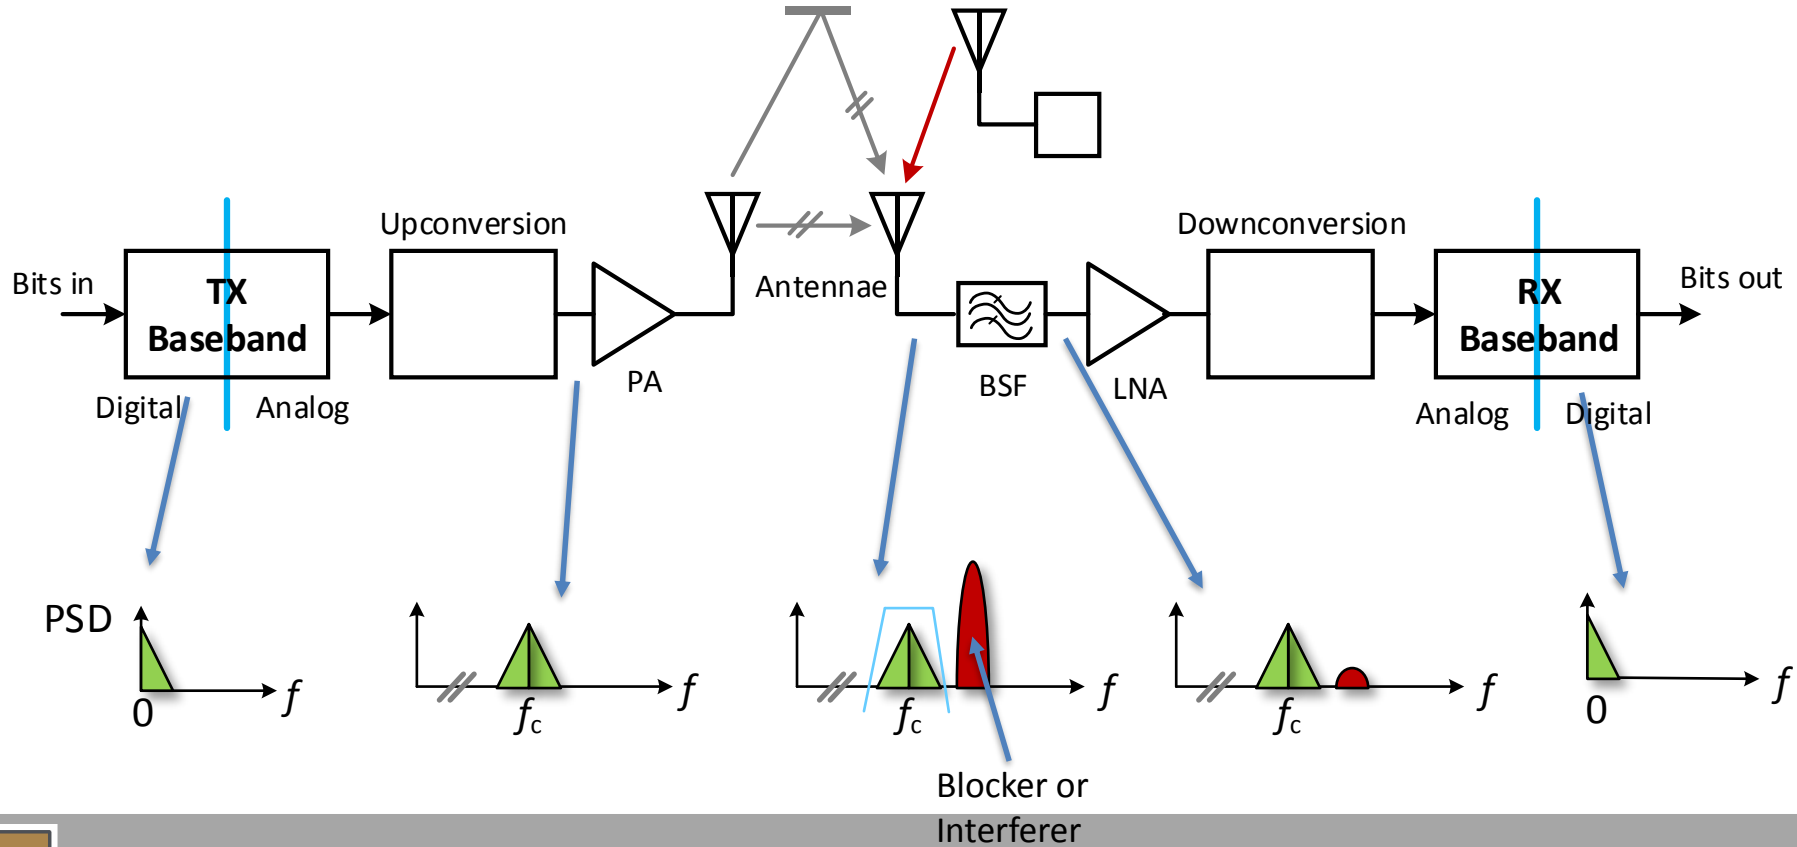 Upconversion
Downconversion
Bits in
TX
Baseband
Antennae
RX
Baseband
Bits out
PA
BSF
LNA
Digital
Analog
Analog
Digital
PSD
f
0
f
fc
f
fc
f
fc
f
0
Blocker or
Interferer